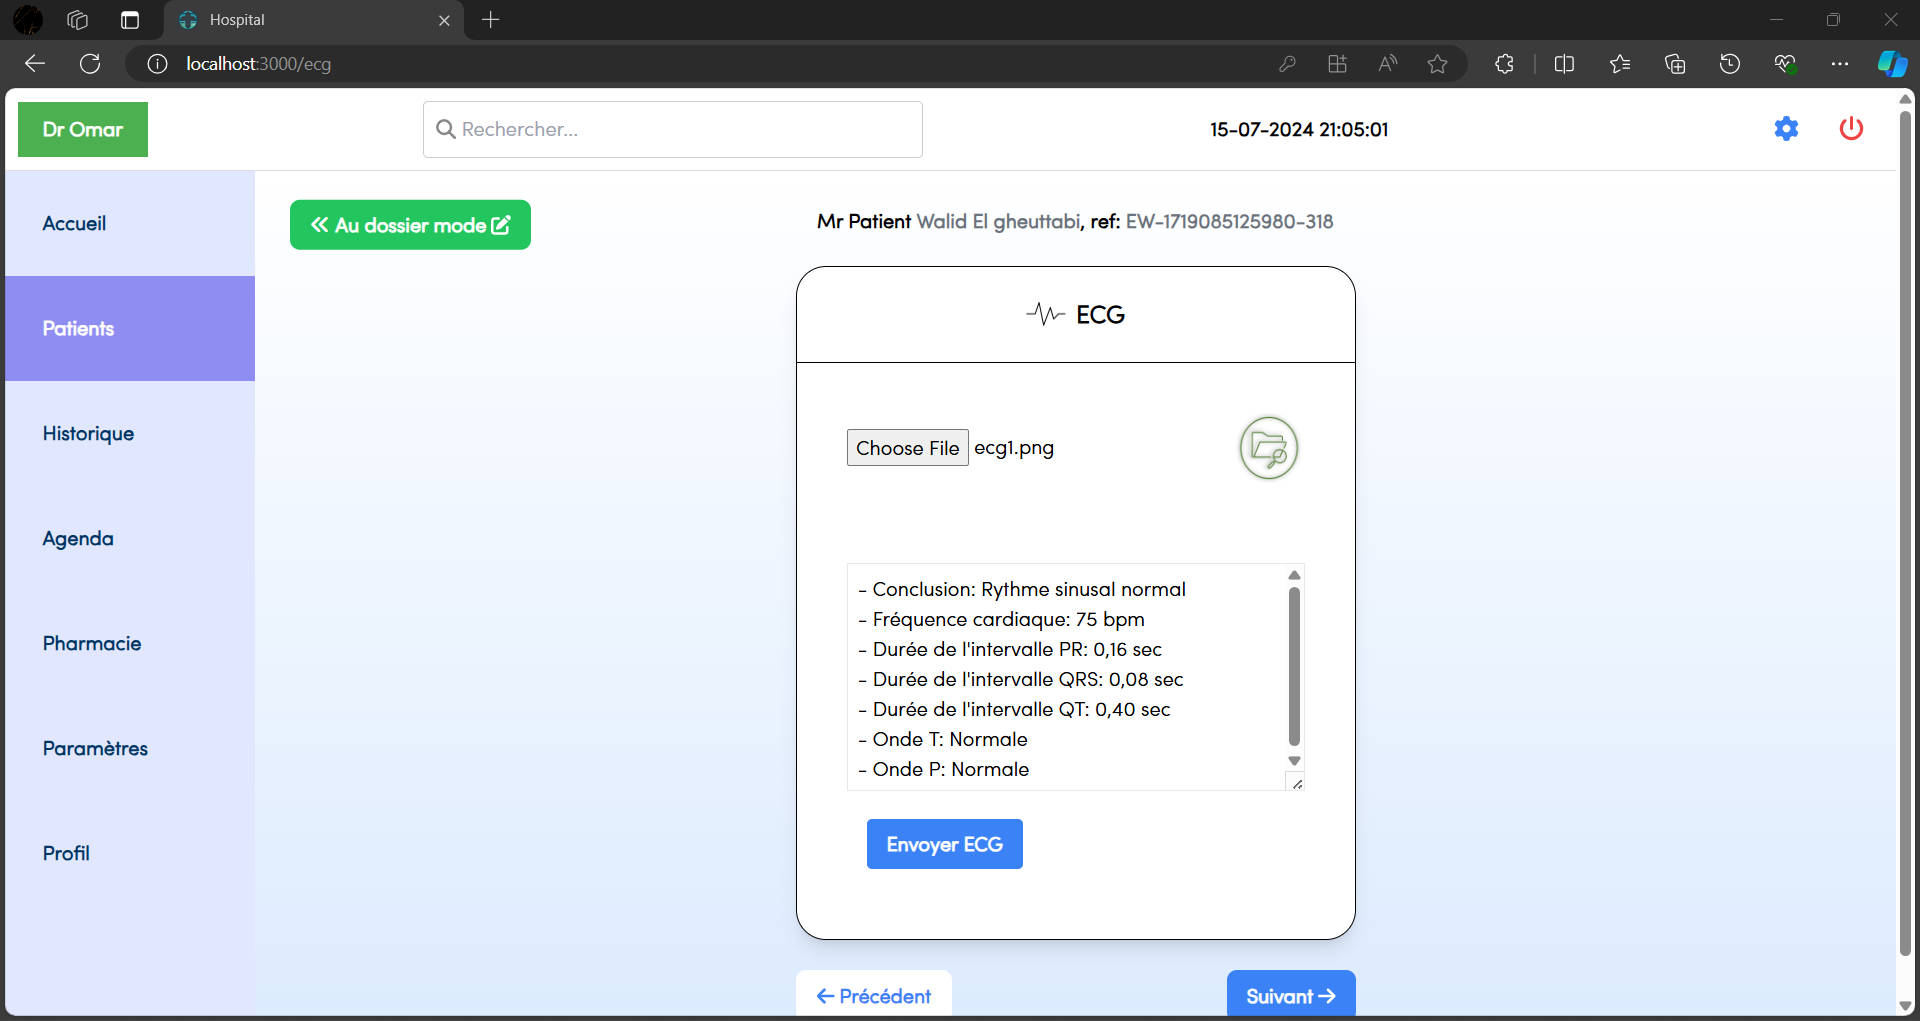 Hospital
localhost:3000/ecg
Dr Omar
Rechercher...
15-07-2024 21:05:01
Accueil
Patients
Historique
Agenda
Pharmacie
Paramètres
Profil
Au dossier mode
Mr Patient Walid El gheuttabi, ref: EW-1719085125980-318
ECG
Choose File ecg1.png
- Conclusion: Rythme sinusal normal
- Fréquence cardiaque: 75 bpm
- Durée de l'intervalle PR: 0,16 sec
- Durée de l'intervalle QRS: 0,08 sec
- Durée de l'intervalle QT: 0,40 sec
- Onde T: Normale
- Onde P: Normale
Envoyer ECG
Précédent
Suivant